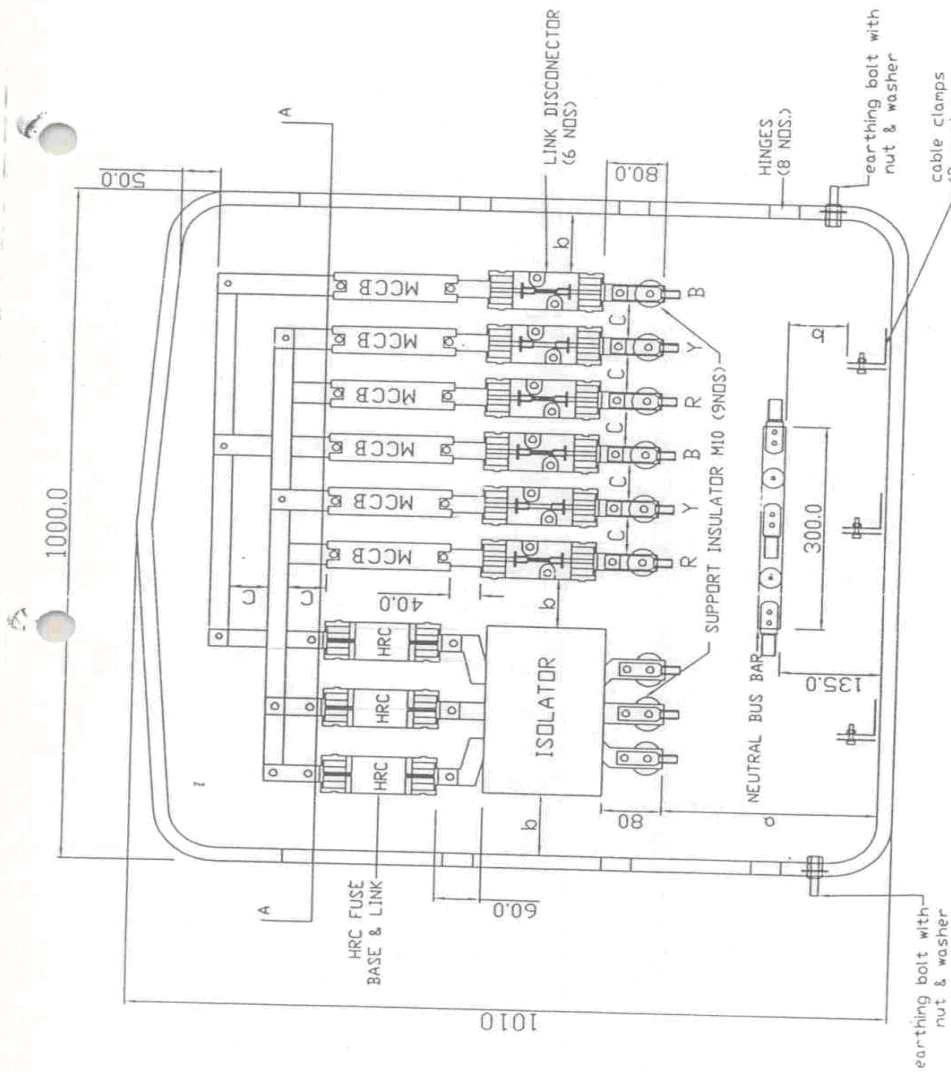 1000.0
50.0
A
A
LINK DISCONECTOR
(6 NOS)
80.0
HINGES
(8 NOS.)
earthing bolt with
nut & washer
cable clamps
MCCB
MCCB
MCCB
MCCB
MCCB
MCCB
C
C
40.0
b
b
C
C
C
C
R
Y
B
R
Y
B
HRC
HRC
HRC
HRC FUSE
BASE & LINK
60.0
ISOLATOR
b
80
SUPPORT INSULATOR M10 (9NOS)
NEUTRAL BUS BAR
300.0
135.0
1010
earthing bolt with
nut & washer